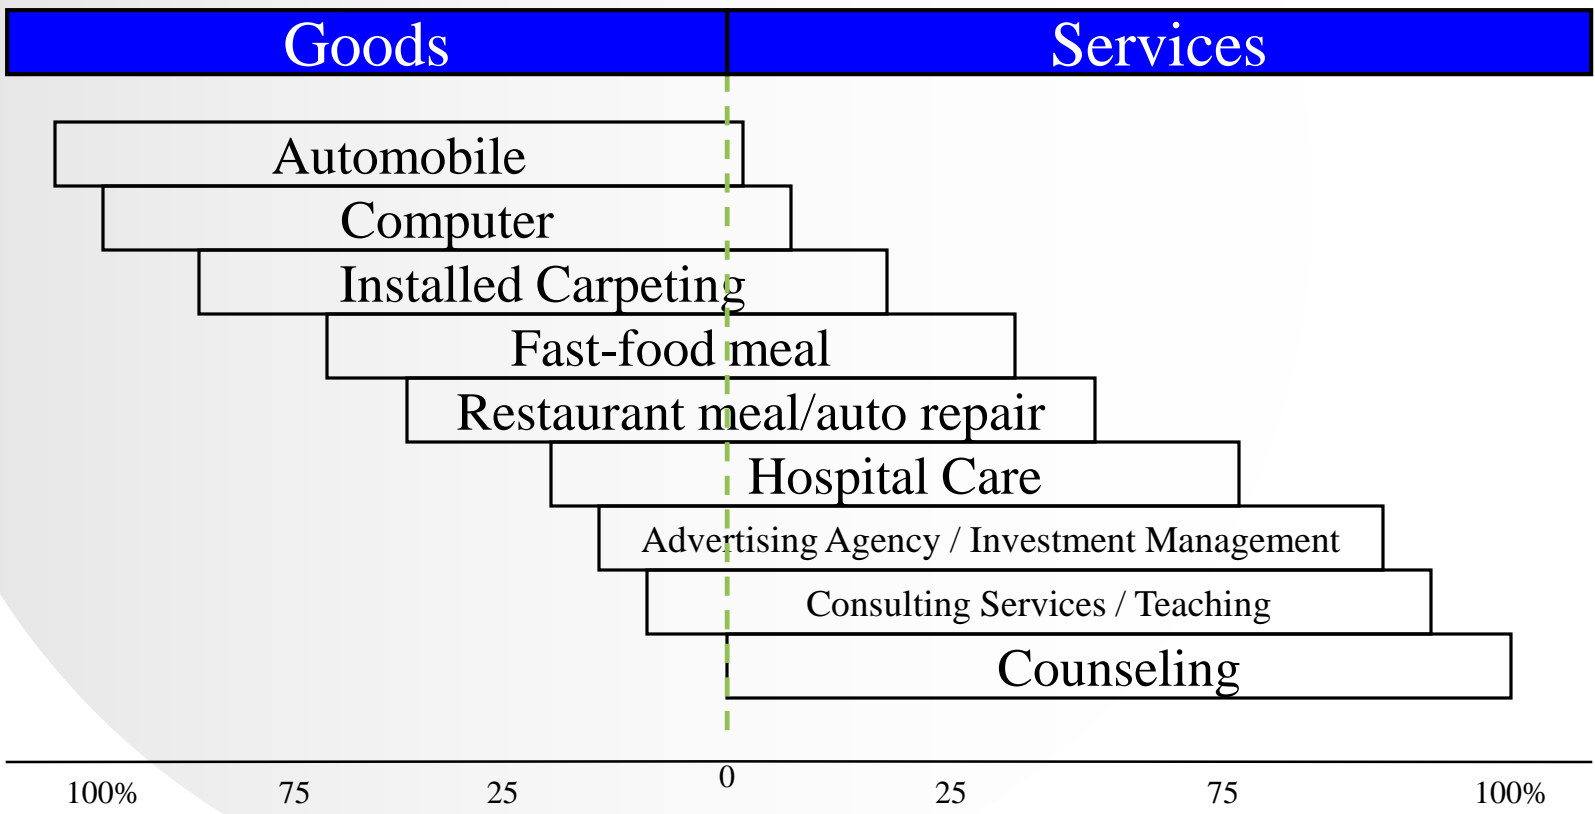 Goods
Services
Automobile
Computer
Installed Carpeting
Fast-food meal
Restaurant meal/auto repair
Hospital Care
Advertising Agency / Investment Management
Consulting Services / Teaching
Counseling
100% 75 25 0 25 75 100%